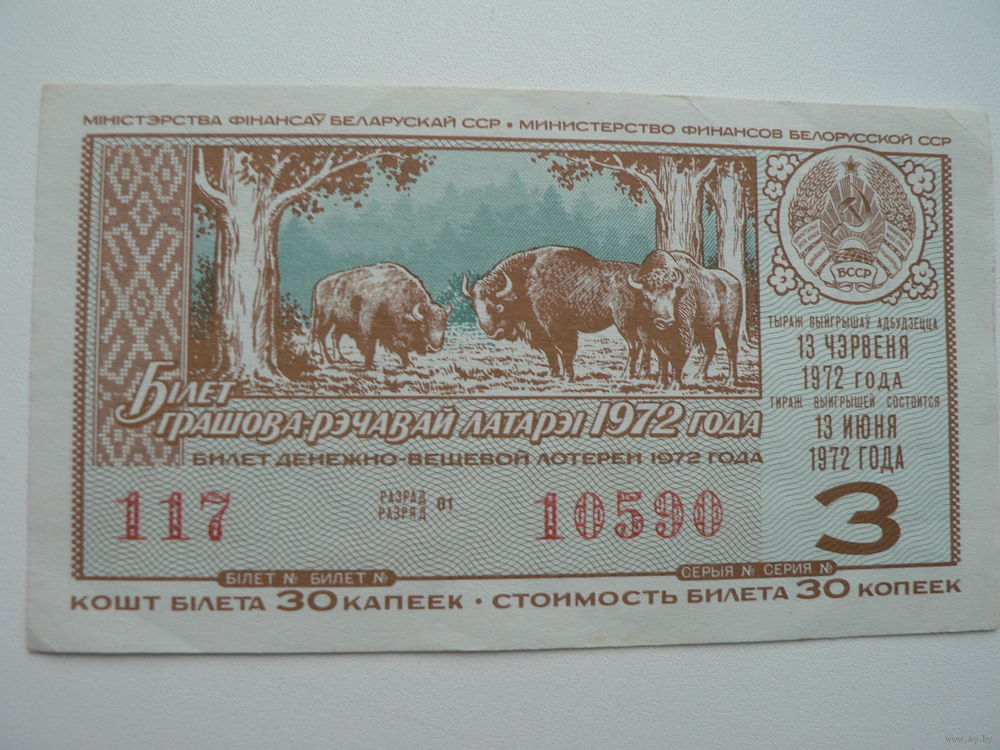 МІНІСТЭРСТВА ФІНАНСАЎ БЕЛАРУСКАЙ ССР • МИНИСТЕРСТВО ФИНАНСОВ БЕЛОРУССКОЙ ССР
БССР
ТЫРАЖ ВЫЙГРЫШАЎ АДБУДЗЕЦЦА
13 ЧЭРВЕНЯ
1972 ГОДА
ТИРАЖ ВЫИГРЫШЕЙ СОСТОИТСЯ
13 ИЮНЯ
1972 ГОДА
3
БІЛЕТ
ГРАШОВА-РЭЧАВАЙ ЛАТАРЭІ 1972 ГОДА
БИЛЕТ ДЕНЕЖНО-ВЕЩЕВОЙ ЛОТЕРЕИ 1972 ГОДА
117 РАЗРАД РАЗРЯД 01 10590
БІЛЕТ № БИЛЕТ № СЕРЫЯ № СЕРИЯ №
КОШТ БІЛЕТА 30 КАПЕЕК • СТОИМОСТЬ БИЛЕТА 30 КОПЕЕК
www.ay.by